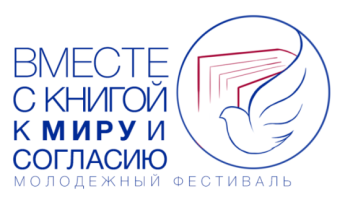 ВМЕСТЕ
С КНИГОЙ
К МИРУ И
СОГЛАСИЮ
МОЛОДЕЖНЫЙ ФЕСТИВАЛЬ